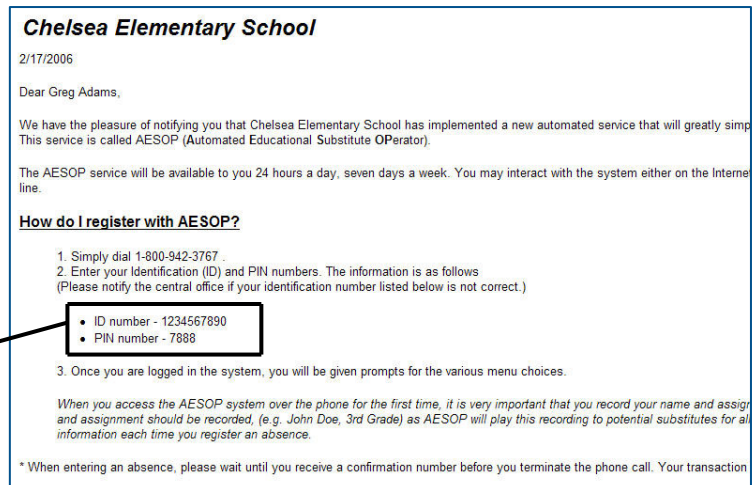 Chelsea Elementary School
2/17/2006
Dear Greg Adams,
We have the pleasure of notifying you that Chelsea Elementary School has implemented a new automated service that will greatly simp
This service is called AESOP (Automated Educational Substitute OPerator).
The AESOP service will be available to you 24 hours a day, seven days a week. You may interact with the system either on the Internet
line.
How do I register with AESOP?
1. Simply dial 1-800-942-3767 .
2. Enter your Identification (ID) and PIN numbers. The information is as follows
(Please notify the central office if your identification number listed below is not correct.)
• ID number - 1234567890
• PIN number - 7888
3. Once you are logged in the system, you will be given prompts for the various menu choices.
When you access the AESOP system over the phone for the first time, it is very important that you record your name and assign
and assignment should be recorded, (e.g. John Doe, 3rd Grade) as AESOP will play this recording to potential substitutes for all
information each time you register an absence.
* When entering an absence, please wait until you receive a confirmation number before you terminate the phone call. Your transaction